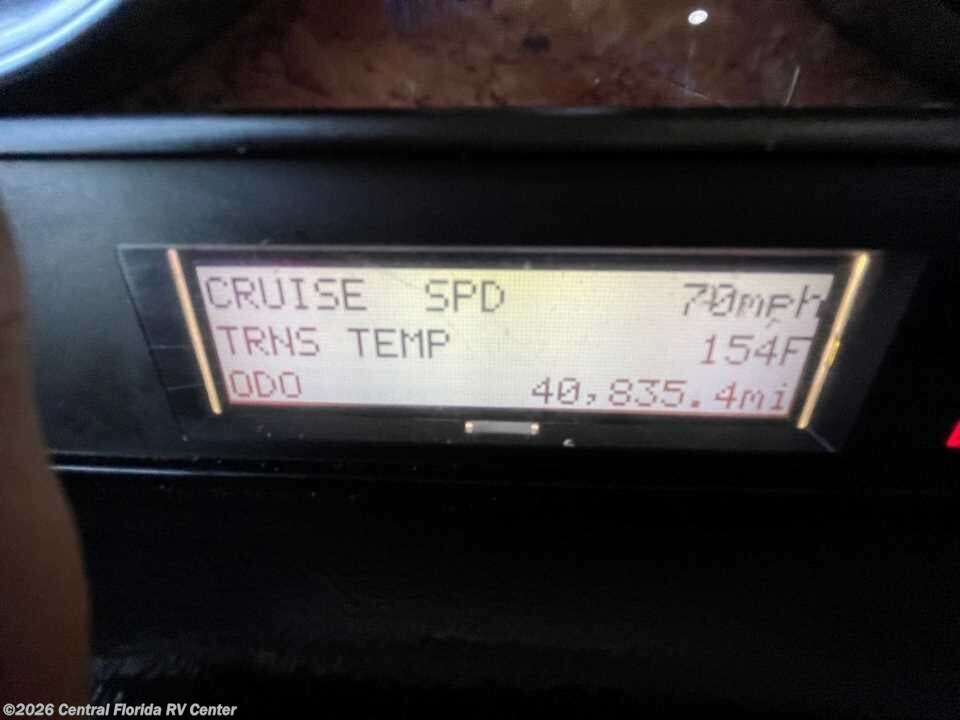 CRUISE SPD 70mph
TRNS TEMP 154F
ODO 40,835.4mi
©2026 Central Florida RV Center